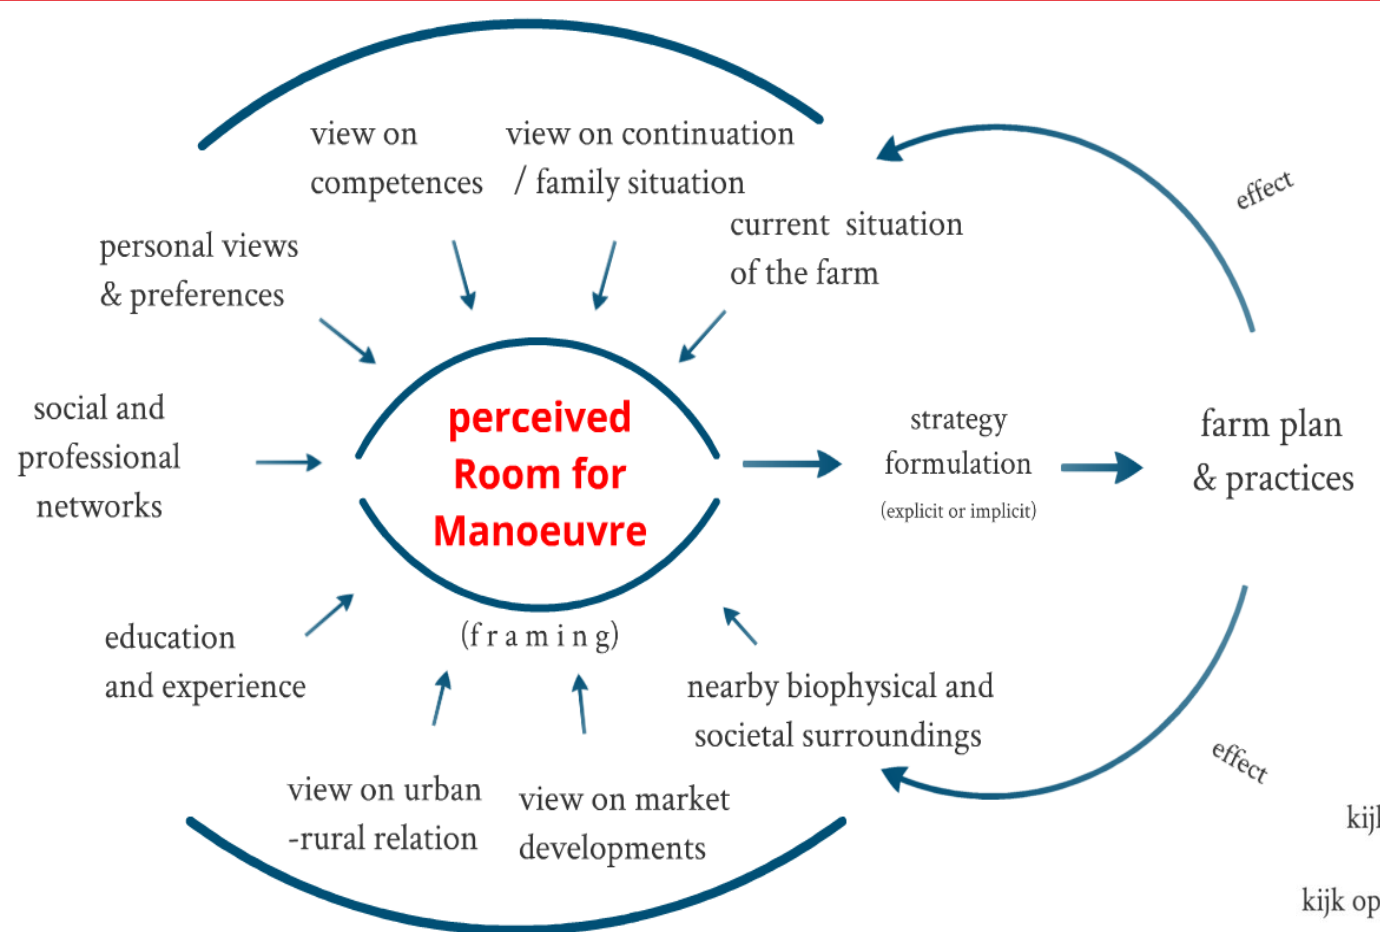 view on
competences
view on continuation
/ family situation
current situation
of the farm
personal views
& preferences
effect
social and
professional
networks
perceived
Room for
Manoeuvre
strategy
formulation
(explicit or implicit)
farm plan
& practices
education
and experience
(framing)
nearby biophysical and
societal surroundings
effect
view on urban
-rural relation
view on market
developments
kijk op